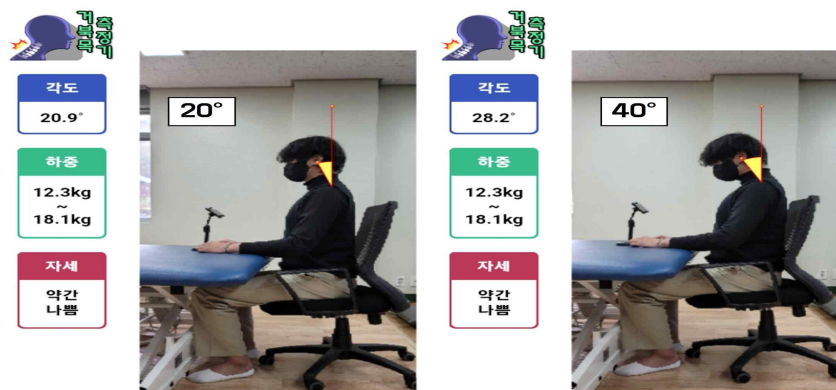 거북목
측정기
각도
20.9°
하중
12.3kg
~
18.1kg
자세
약간
나쁨
20°
거북목
측정기
각도
28.2°
하중
12.3kg
~
18.1kg
자세
약간
나쁨
40°